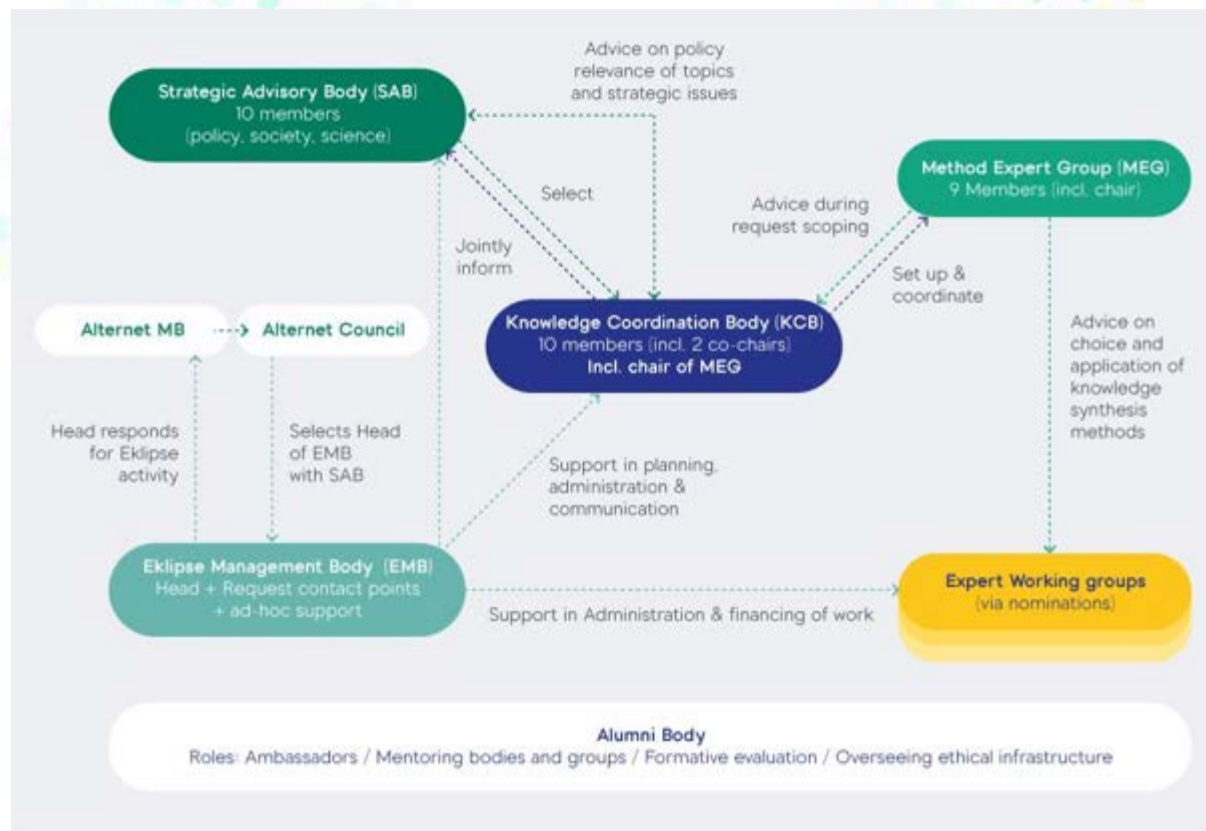 Advice on policy
relevance of topics
and strategic issues
Strategic Advisory Body (SAB)
10 members
(policy, society, science)
Method Expert Group (MEG)
9 Members (incl. chair)
Select
Advice during
request scoping
Jointly
inform
Set up &
coordinate
Alternet MB
Alternet Council
Knowledge Coordination Body (KCB)
10 members (incl. 2 co-chairs)
Incl. chair of MEG
Advice on
choice and
application of
knowledge
synthesis
methods
Head responds
for Eklipse
activity
Selects Head
of EMB
with SAB
Support in planning,
administration &
communication
Eklipse Management Body (EMB)
Head + Request contact points
+ ad-hoc support
Support in Administration & financing of work
Expert Working groups
(via nominations)
Alumni Body
Roles: Ambassadors / Mentoring bodies and groups / Formative evaluation / Overseeing ethical infrastructure